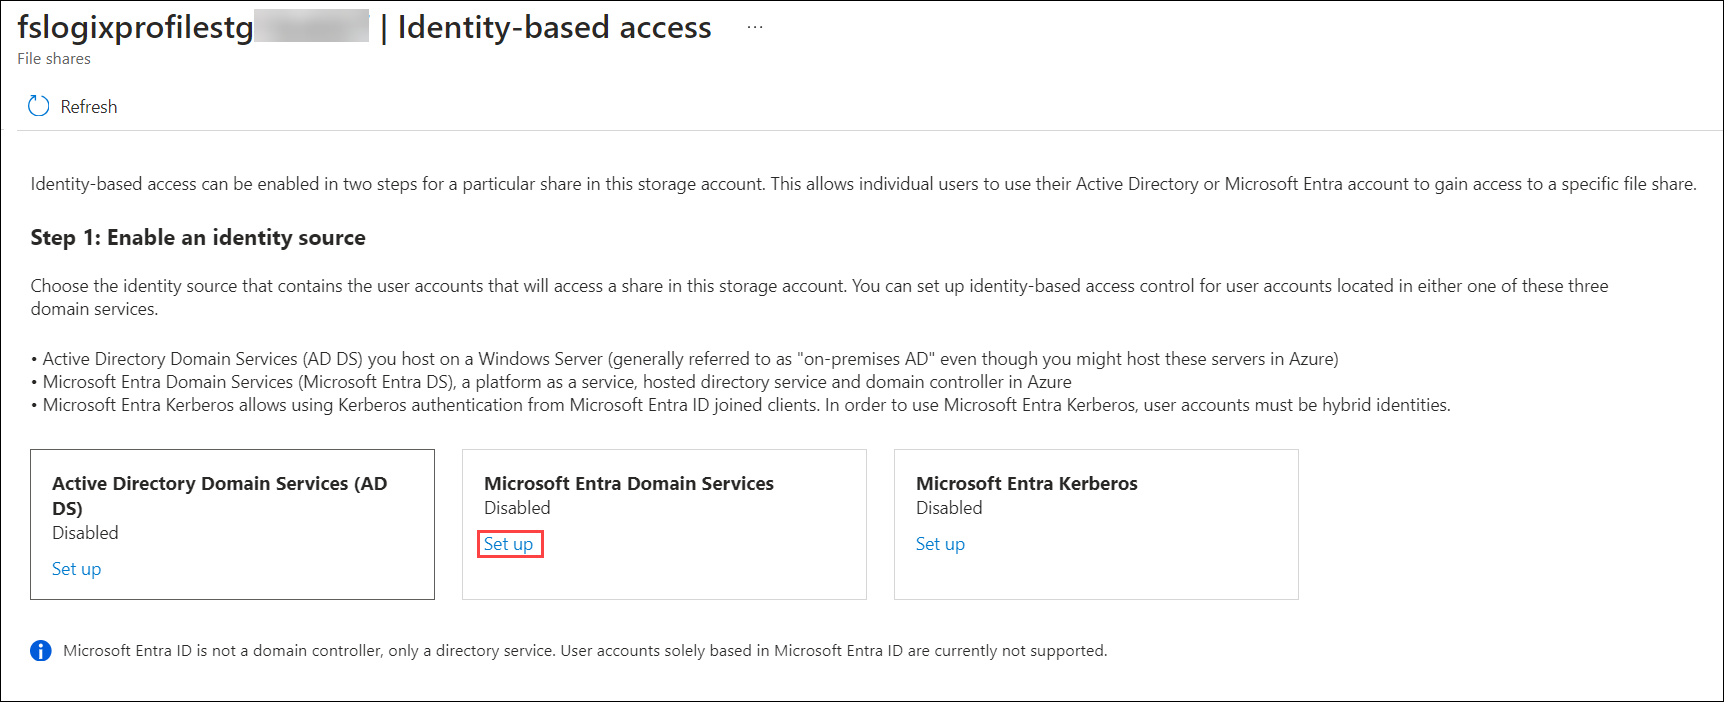 fslogixprofilestg | Identity-based access ...
File shares
Refresh
Identity-based access can be enabled in two steps for a particular share in this storage account. This allows individual users to use their Active Directory or Microsoft Entra account to gain access to a specific file share.
Step 1: Enable an identity source
Choose the identity source that contains the user accounts that will access a share in this storage account. You can set up identity-based access control for user accounts located in either one of these three
domain services.
• Active Directory Domain Services (AD DS) you host on a Windows Server (generally referred to as "on-premises AD" even though you might host these servers in Azure)
• Microsoft Entra Domain Services (Microsoft Entra DS), a platform as a service, hosted directory service and domain controller in Azure
• Microsoft Entra Kerberos allows using Kerberos authentication from Microsoft Entra ID joined clients. In order to use Microsoft Entra Kerberos, user accounts must be hybrid identities.
Active Directory Domain Services (AD
DS)
Disabled
Set up
Microsoft Entra Domain Services
Disabled
Set up
Microsoft Entra Kerberos
Disabled
Set up
Microsoft Entra ID is not a domain controller, only a directory service. User accounts solely based in Microsoft Entra ID are currently not supported.